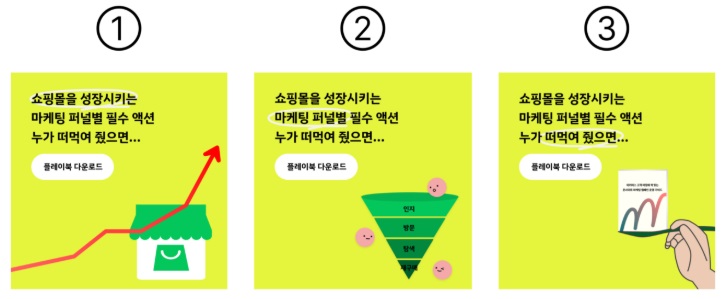 ①
쇼핑몰을 성장시키는
마케팅 퍼널별 필수 액션
누가 떠먹여 줬으면...
플레이북 다운로드
②
쇼핑몰을 성장시키는
마케팅 퍼널별 필수 액션
누가 떠먹여 줬으면...
플레이북 다운로드
인지
방문
탐색
재구매
③
쇼핑몰을 성장시키는
마케팅 퍼널별 필수 액션
누가 떠먹여 줬으면...
플레이북 다운로드